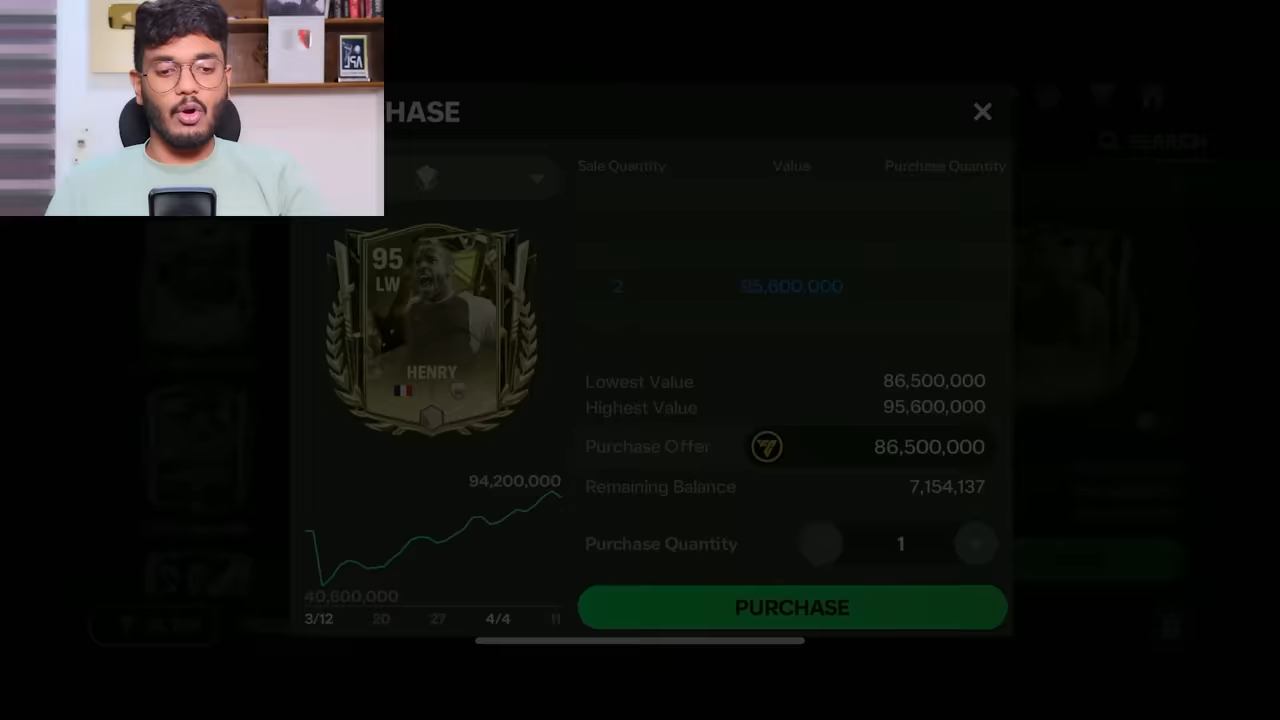 HASE
SEARCH
Sale Quantity Value Purchase Quantity
95
LW
2 95,600,000
HENRY
Lowest Value 86,500,000
Highest Value 95,600,000
Purchase Offer 86,500,000
94,200,000
Remaining Balance 7,154,137
Purchase Quantity 1
40,600,000
PURCHASE
3/12 20 27 4/4 11